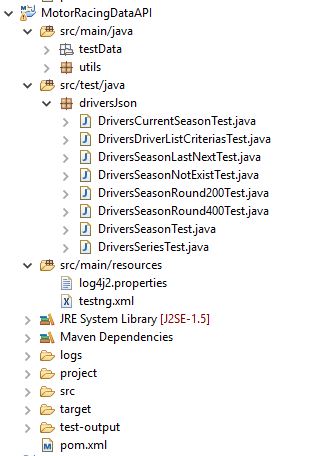 MotorRacingDataAPI
src/main/java
testData
utils
src/test/java
driversJson
DriversCurrentSeasonTest.java
DriversDriverListCriteriasTest.java
DriversSeasonLastNextTest.java
DriversSeasonNotExistTest.java
DriversSeasonRound200Test.java
DriversSeasonRound400Test.java
DriversSeasonTest.java
DriversSeriesTest.java
src/main/resources
log4j2.properties
testng.xml
JRE System Library [J2SE-1.5]
Maven Dependencies
logs
project
src
target
test-output
pom.xml